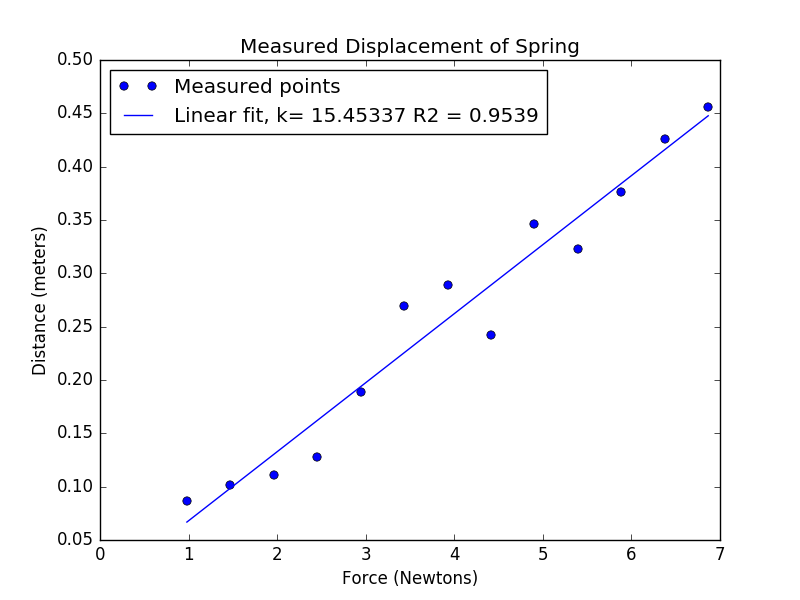 Measured Displacement of Spring
Measured points
Linear fit, k= 15.45337 R2 = 0.9539
0.50
0.45
0.40
0.35
0.30
0.25
0.20
0.15
0.10
0.05
Distance (meters)
0 1 2 3 4 5 6 7
Force (Newtons)